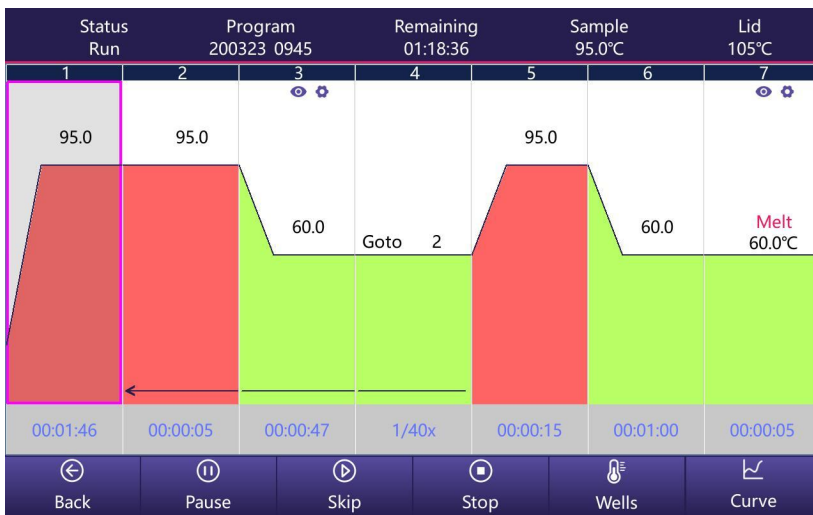 Status Program Remaining Sample Lid
Run 200323 0945 01:18:36 95.0℃ 105℃
1 2 3 4 5 6 7
95.0 95.0 95.0
60.0 60.0 Melt
Goto 2 60.0℃
00:01:46 00:00:05 00:00:47 1/40x 00:00:15 00:01:00 00:00:05
Back Pause Skip Stop Wells Curve